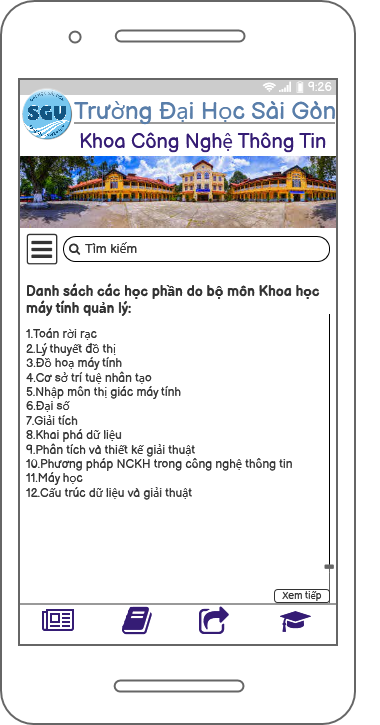 9:26
SGU
Trường Đại Học Sài Gòn
Khoa Công Nghệ Thông Tin
Tìm kiếm
Danh sách các học phần do bộ môn Khoa học
máy tính quản lý:
1.Toán rời rạc
2.Lý thuyết đồ thị
3.Đồ hoạ máy tính
4.Cơ sở trí tuệ nhân tạo
5.Nhập môn thị giác máy tính
6.Đại số
7.Giải tích
8.Khai phá dữ liệu
9.Phân tích và thiết kế giải thuật
10.Phương pháp NCKH trong công nghệ thông tin
11.Máy học
12.Cấu trúc dữ liệu và giải thuật
Xem tiếp